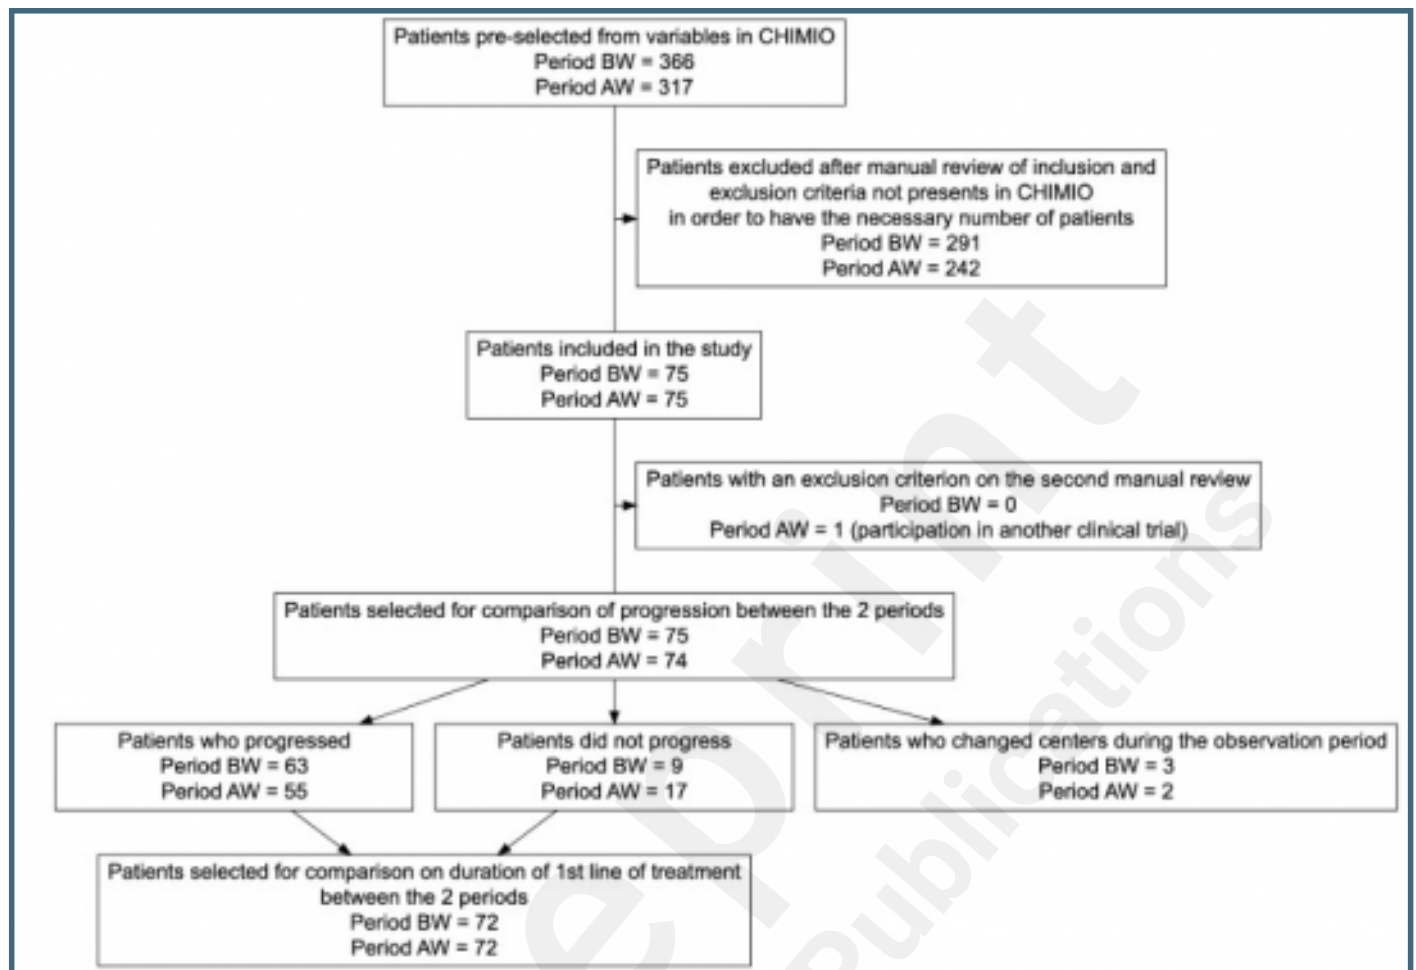 Patients pre-selected from variables in CHIMIO
Period BW = 366
Period AW = 317
Patients excluded after manual review of inclusion and
exclusion criteria not presents in CHIMIO
in order to have the necessary number of patients
Period BW = 291
Period AW = 242
Patients included in the study
Period BW = 75
Period AW = 75
Patients with an exclusion criterion on the second manual review
Period BW = 0
Period AW = 1 (participation in another clinical trial)
Patients selected for comparison of progression between the 2 periods
Period BW = 75
Period AW = 74
Patients who progressed
Period BW = 63
Period AW = 55
Patients did not progress
Period BW = 9
Period AW = 17
Patients who changed centers during the observation period
Period BW = 3
Period AW = 2
Patients selected for comparison on duration of 1st line of treatment
between the 2 periods
Period BW = 72
Period AW = 72
eprint
Publications